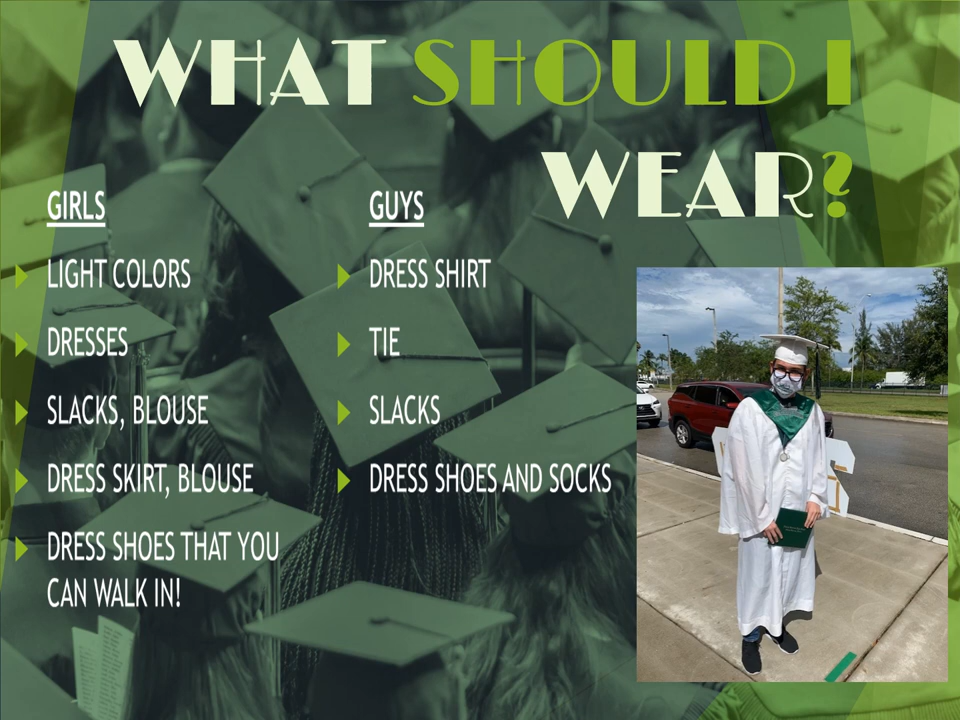 WHAT SHOULD I
WEAR?
GIRLS
LIGHT COLORS
DRESSES
SLACKS, BLOUSE
DRESS SKIRT, BLOUSE
DRESS SHOES THAT YOU
CAN WALK IN!
GUYS
DRESS SHIRT
TIE
SLACKS
DRESS SHOES AND SOCKS